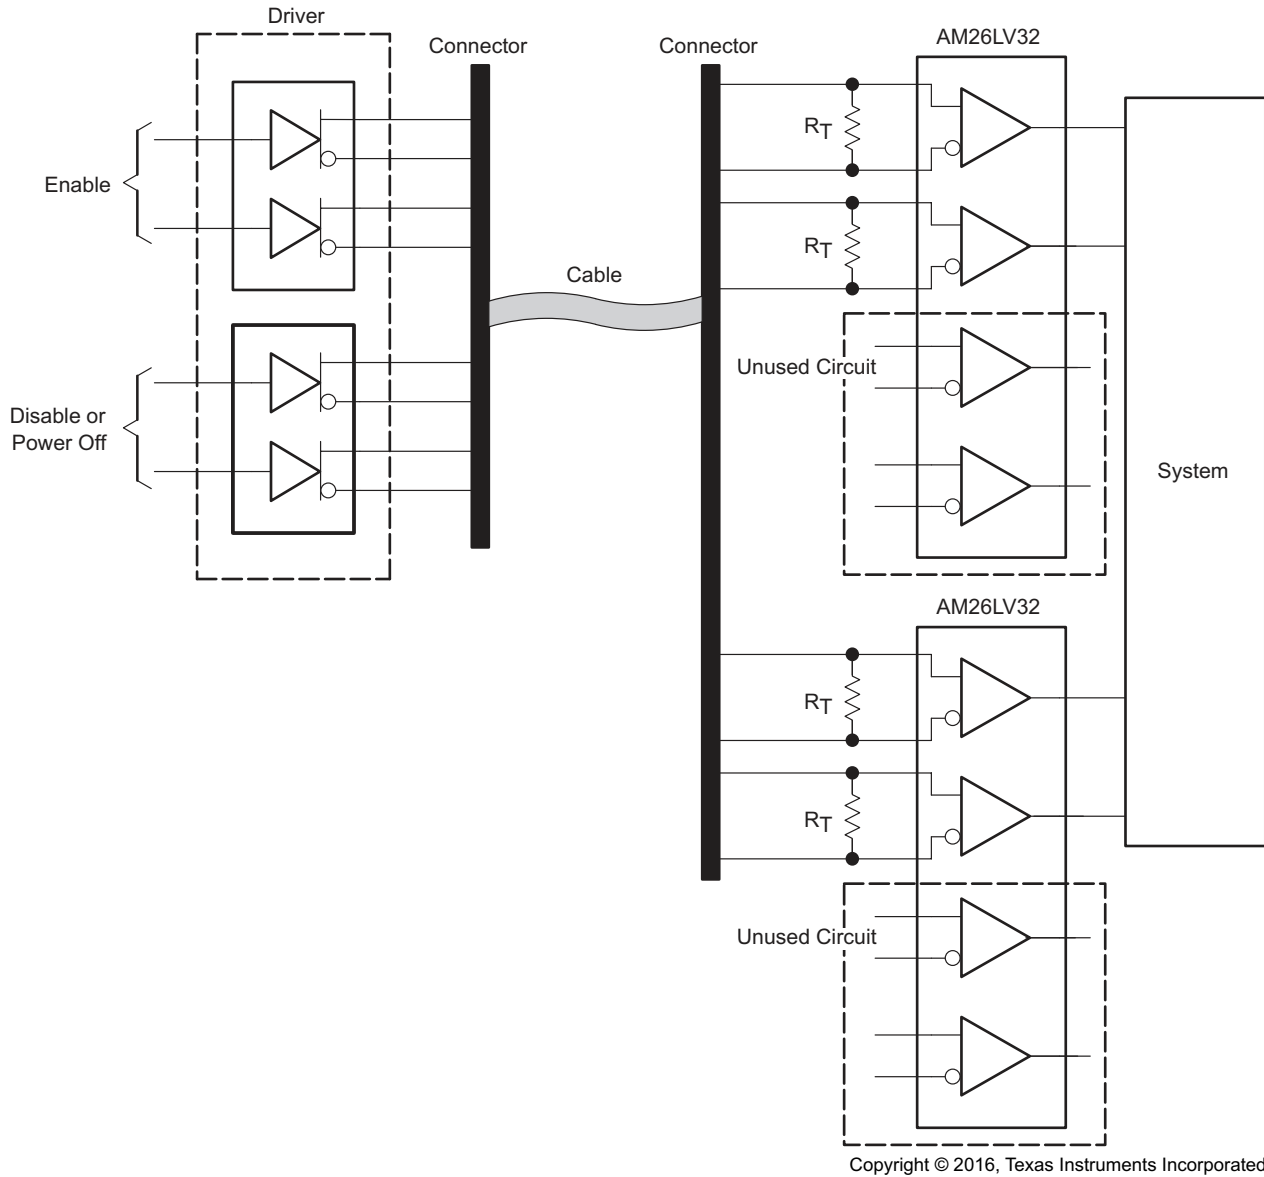 Driver
Connector
Connector
AM26LV32
RT
Enable
RT
Cable
Unused Circuit
Disable or
Power Off
System
AM26LV32
RT
RT
Unused Circuit
Copyright © 2016, Texas Instruments Incorporated